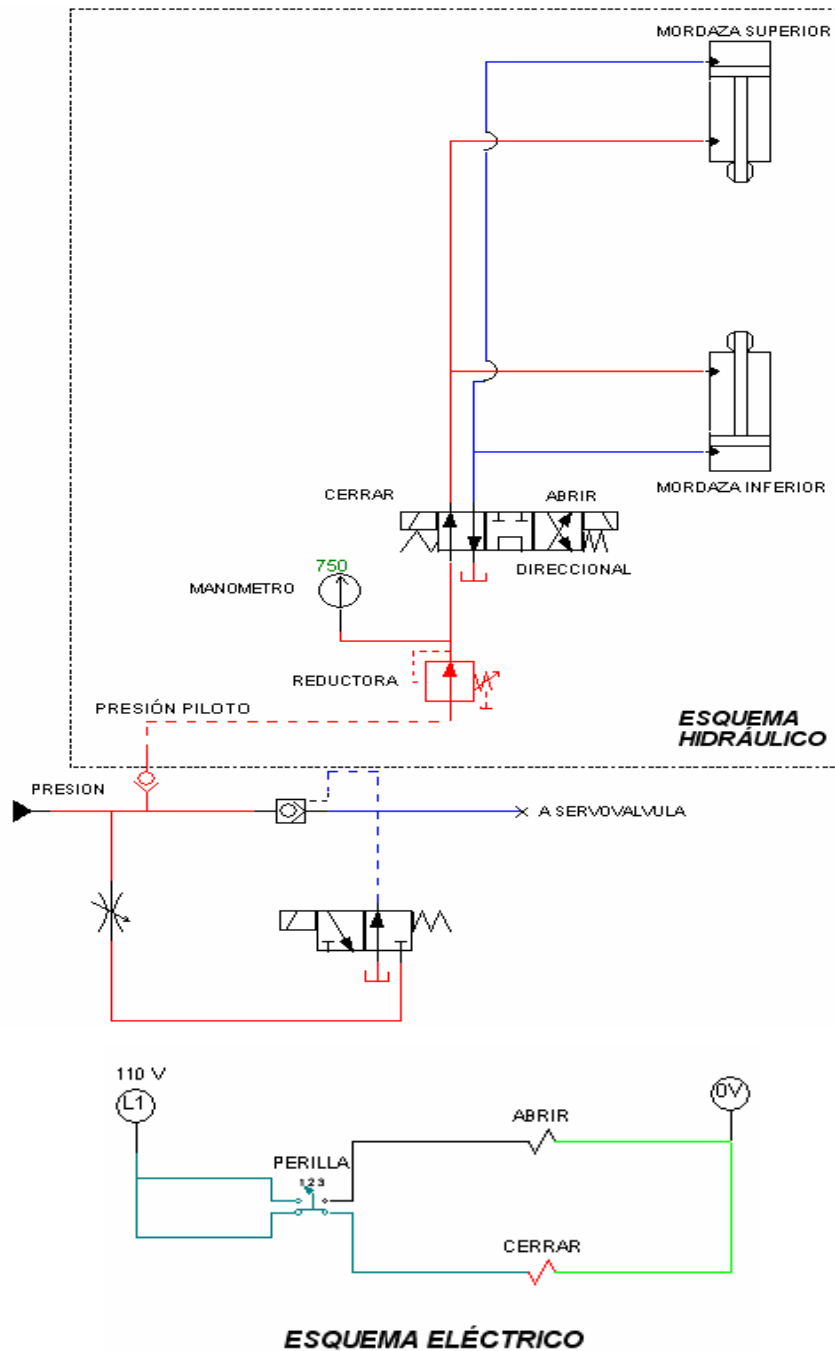 MORDAZA SUPERIOR
MORDAZA INFERIOR
CERRAR
ABRIR
DIRECCIONAL
750
MANOMETRO
REDUCTORA
PRESIÓN PILOTO
ESQUEMA
HIDRÁULICO
PRESION
A SERVOVALVULA
110 V
L1
0V
ABRIR
PERILLA
1 2 3
CERRAR
ESQUEMA ELÉCTRICO